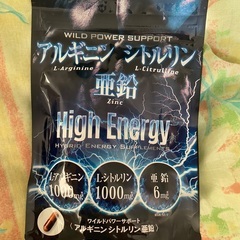 WILD POWER SUPPORT
アルギニン シトルリン
L-Arginine L-Citrulline
亜鉛
Zinc
High Energy
HYBRID ENERGY SUPPLEMENT
L-アルギニン L-シトルリン 亜鉛
1000mg 1000mg 6mg
ワイルドパワーサポート
〈アルギニン シトルリン亜鉛〉